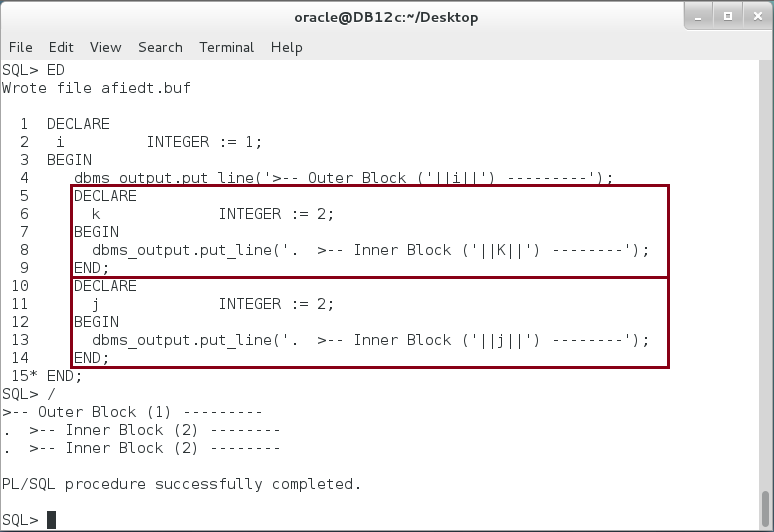 oracle@DB12c:~/Desktop
File Edit View Search Terminal Help
SQL> ED
Wrote file afiedt.buf
1 DECLARE
2 i INTEGER := 1;
3 BEGIN
4 dbms_output.put_line('>-- Outer Block ('||i||') ---------');
5 DECLARE
6 k INTEGER := 2;
7 BEGIN
8 dbms_output.put_line('. >-- Inner Block ('||K||') --------');
9 END;
10 DECLARE
11 j INTEGER := 2;
12 BEGIN
13 dbms_output.put_line('. >-- Inner Block ('||j||') --------');
14 END;
15* END;
SQL> /
>-- Outer Block (1) ---------
. >-- Inner Block (2) --------
. >-- Inner Block (2) --------
PL/SQL procedure successfully completed.
SQL>